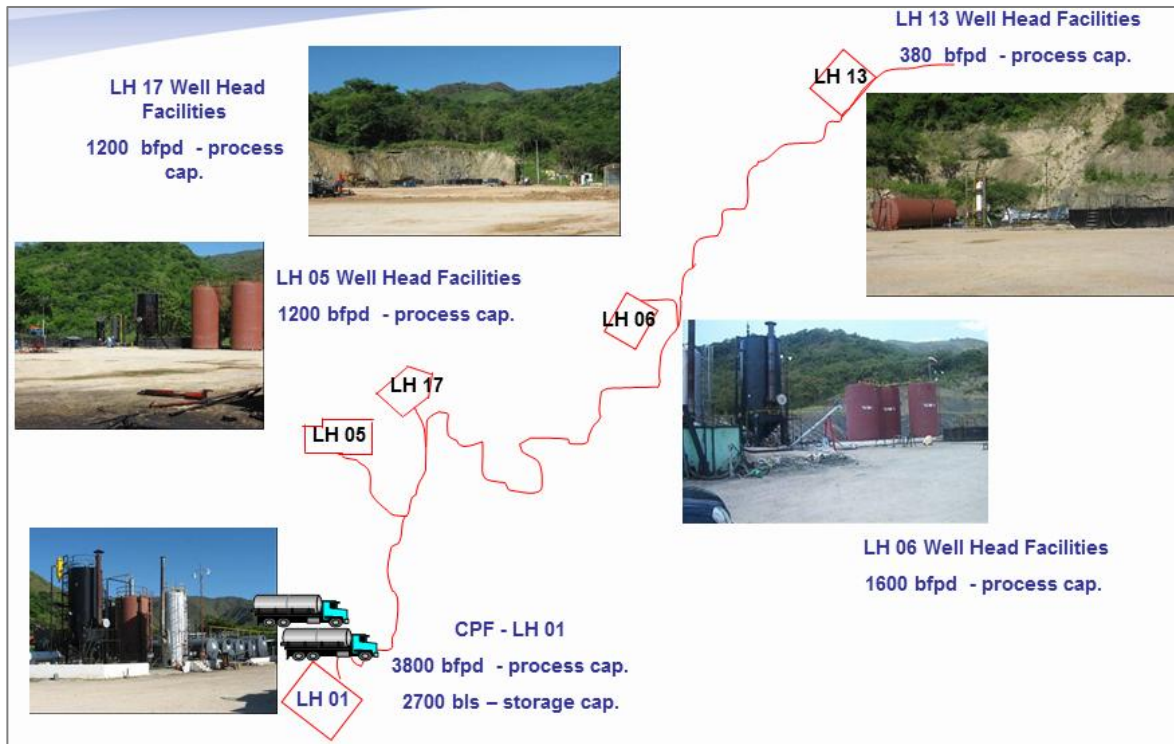 LH 13 Well Head Facilities
380 bfpd - process cap.
LH 13
LH 17 Well Head
Facilities
1200 bfpd - process
cap.
LH 05 Well Head Facilities
1200 bfpd - process cap.
LH 06
LH 17
LH 05
LH 06 Well Head Facilities
1600 bfpd - process cap.
CPF - LH 01
3800 bfpd - process cap.
2700 bls – storage cap.
LH 01